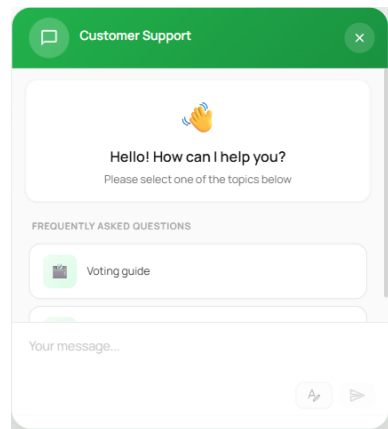 Customer Support
Hello! How can I help you?
Please select one of the topics below
FREQUENTLY ASKED QUESTIONS
Voting guide
Your message...